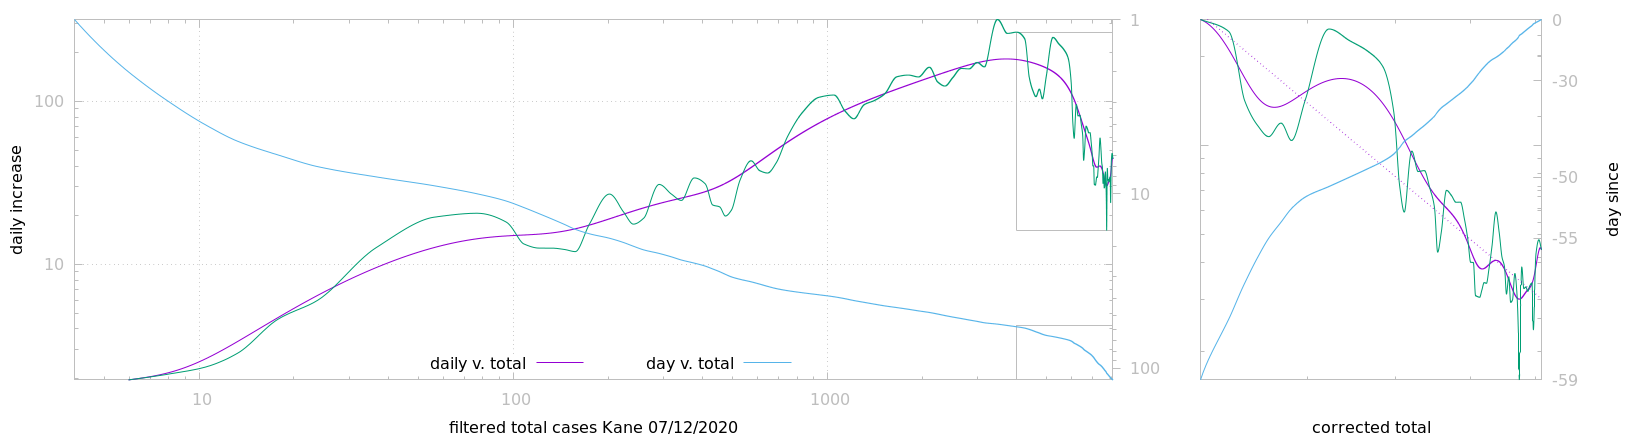 daily increase
100
10
10
100
1000
1
10
100
daily v. total
day v. total
filtered total cases Kane 07/12/2020
0
-30
-50
-55
-59
day since
corrected total